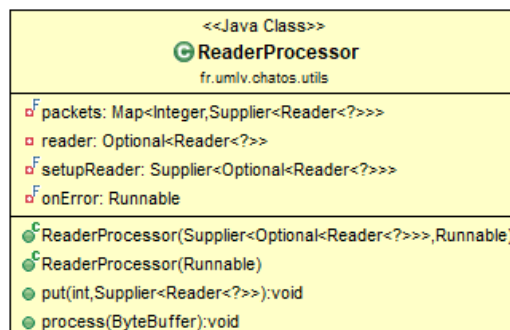 <<Java Class>>
C ReaderProcessor
fr.umlv.chatos.utils
F packets: Map<Integer,Supplier<Reader<?>>>
reader: Optional<Reader<?>>
F setupReader: Supplier<Optional<Reader<?>>>
F onError: Runnable
C ReaderProcessor(Supplier<Optional<Reader<?>>>,Runnable)
C ReaderProcessor(Runnable)
put(int,Supplier<Reader<?>>):void
process(ByteBuffer):void